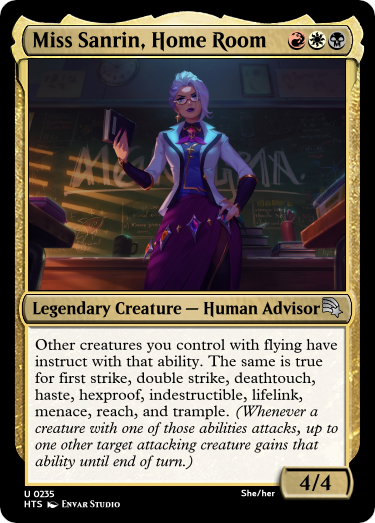 Miss Sanrin, Home Room
Legendary Creature — Human Advisor
Other creatures you control with flying have
instruct with that ability. The same is true
for first strike, double strike, deathtouch,
haste, hexproof, indestructible, lifelink,
menace, reach, and trample. (Whenever a
creature with one of those abilities attacks, up to
one other target attacking creature gains that
ability until end of turn.)
4/4
U 0235
She/her
HTS Envar Studio